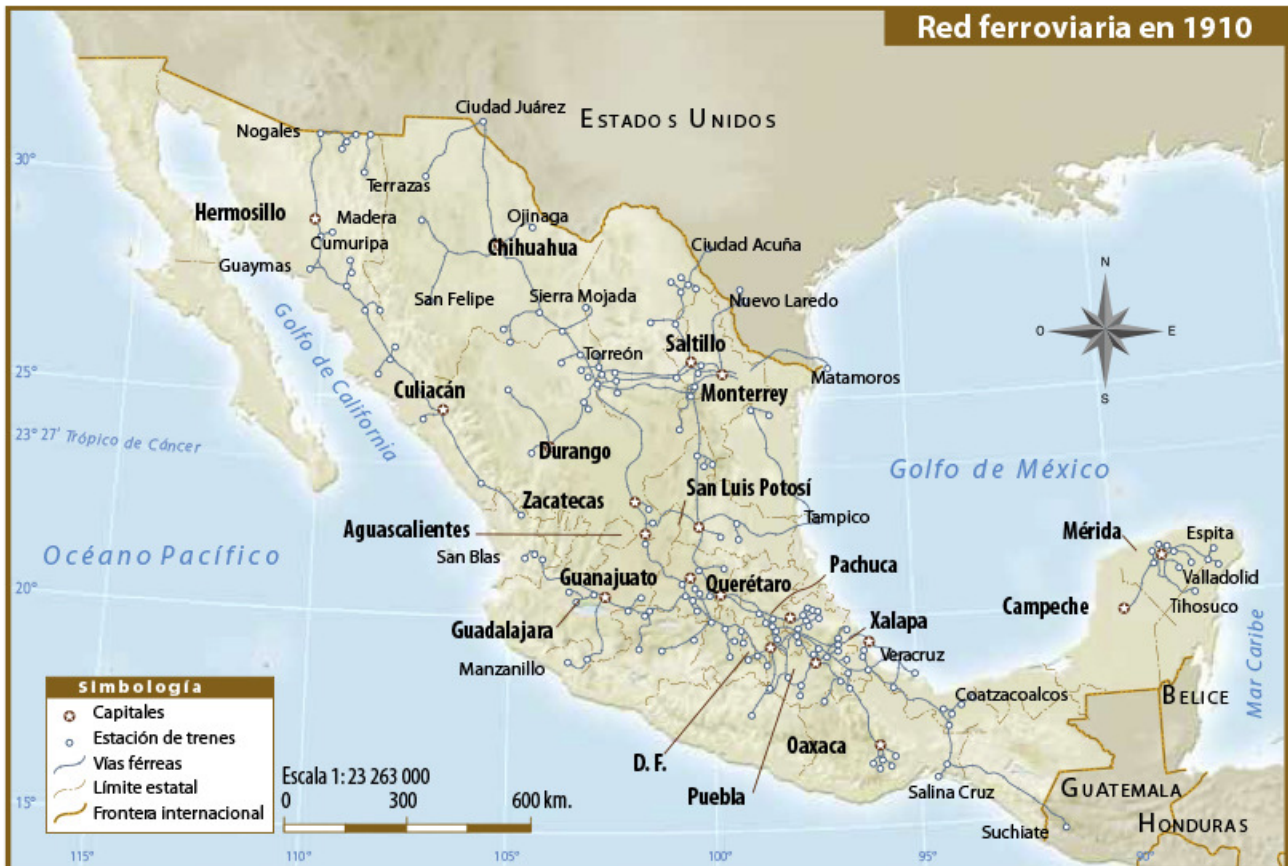 Red ferroviaria en 1910
ESTADOS UNIDOS
Ciudad Juárez
Nogales
30°
Terrazas
Hermosillo
Madera
Ojinaga
Cumuripa
Chihuahua
Ciudad Acuña
Guaymas
San Felipe
Sierra Mojada
Nuevo Laredo
N
O
E
S
Golfo de California
Torreón
Saltillo
25°
Culiacán
Monterrey
Matamoros
23° 27' Trópico de Cáncer
Durango
Golfo de México
Zacatecas
San Luis Potosí
Aguascalientes
Tampico
Océano Pacífico
San Blas
Mérida
Espita
20°
Guanajuato
Querétaro
Pachuca
Valladolid
Campeche
Tihosuco
Guadalajara
Xalapa
Manzanillo
Veracruz
Mar Caribe
Coatzacoalcos
BELICE
D. F.
Oaxaca
Puebla
Salina Cruz
GUATEMALA
Suchiate
HONDURAS
15°
Simbología
Capitales
Estación de trenes
Vías férreas
Límite estatal
Frontera internacional
Escala 1: 23 263 000
0 300 600 km.
115° 110° 105° 100° 95° 90°